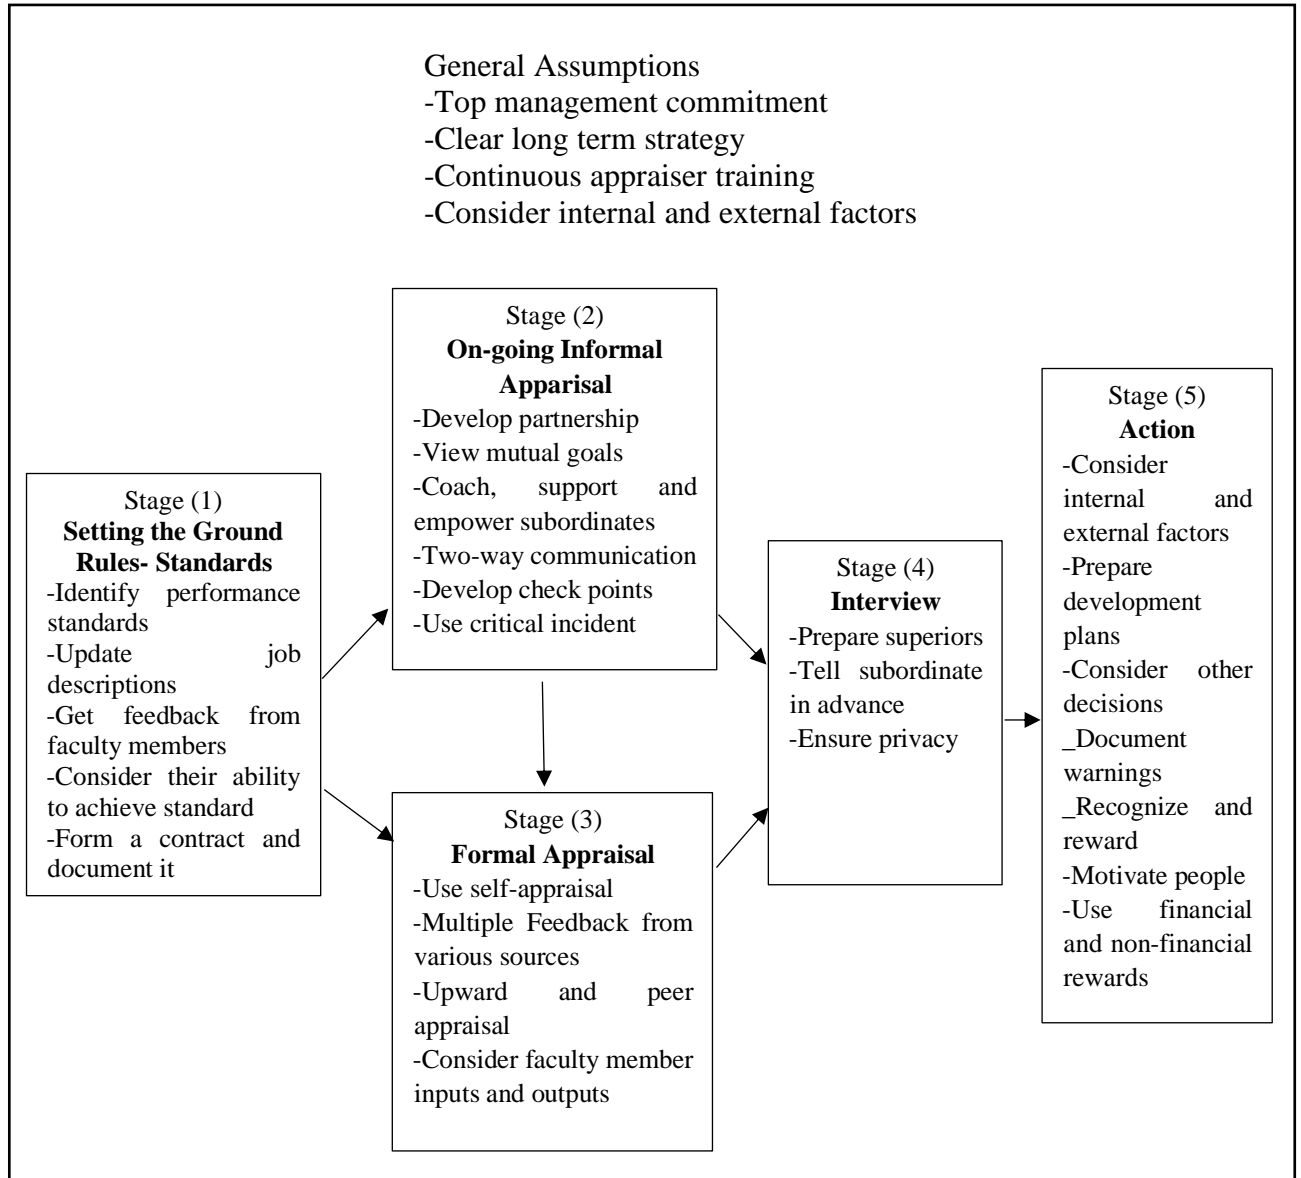 General Assumptions
-Top management commitment
-Clear long term strategy
-Continuous appraiser training
-Consider internal and external factors
Stage (1)
Setting the Ground
Rules- Standards
-Identify performance
standards
-Update job
descriptions
-Get feedback from
faculty members
-Consider their ability
to achieve standard
-Form a contract and
document it
Stage (2)
On-going Informal
Apparisal
-Develop partnership
-View mutual goals
-Coach, support and
empower subordinates
-Two-way communication
-Develop check points
-Use critical incident
Stage (3)
Formal Appraisal
-Use self-appraisal
-Multiple Feedback from
various sources
-Upward and peer
appraisal
-Consider faculty member
inputs and outputs
Stage (4)
Interview
-Prepare superiors
-Tell subordinate
in advance
-Ensure privacy
Stage (5)
Action
-Consider
internal and
external factors
-Prepare
development
plans
-Consider other
decisions
_Document
warnings
_Recognize and
reward
-Motivate people
-Use financial
and non-financial
rewards